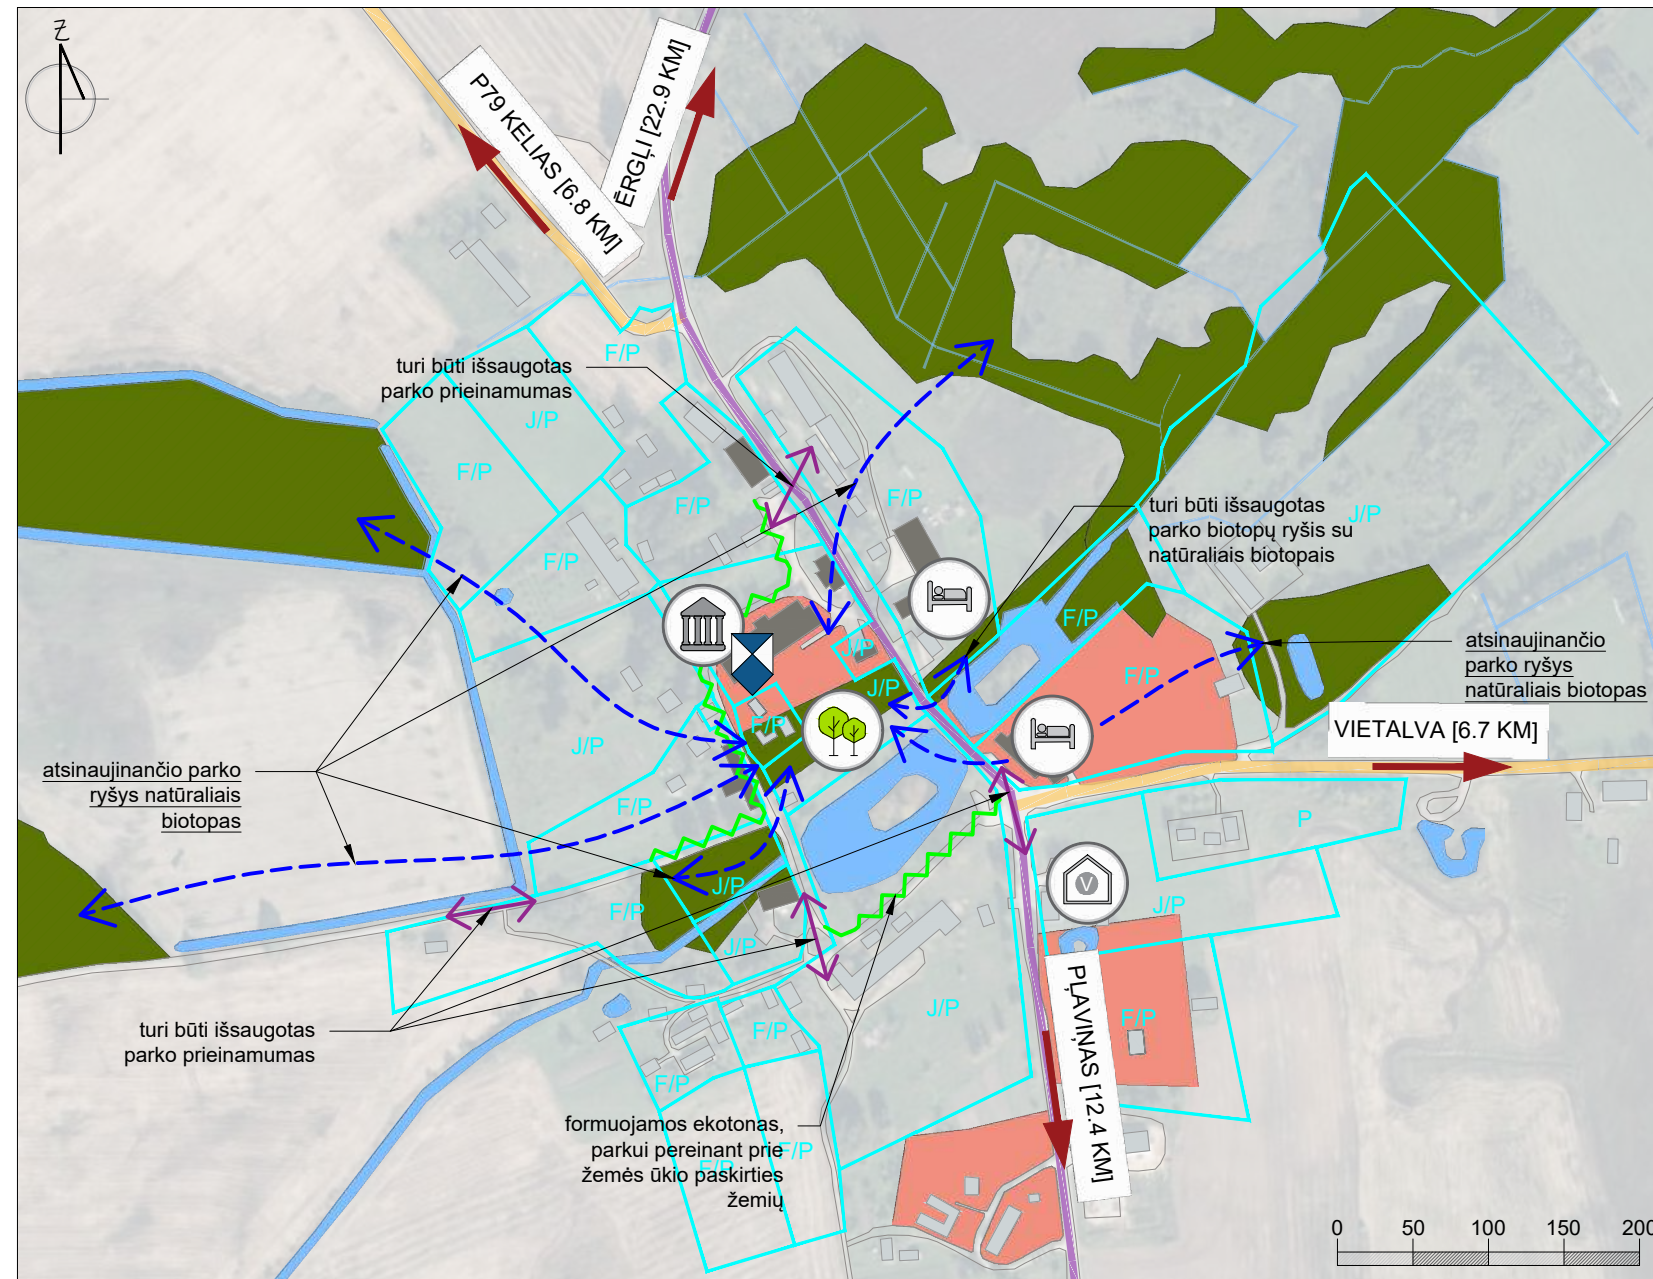 Z
P79 KELIAS [6.8 KM]
ĒRGĻI [22.9 KM]
F/P
turi būti išsaugotas
parko prieinamumas
J/P
F/P
F/P
F/P
J/P
turi būti išsaugotas
parko biotopų ryšis su
natūraliais biotopais
F/P
F/P
J/P
atsinaujinančio
parko ryšys
natūraliais biotopas
F/P
J/P
F/P
VIETALVA [6.7 KM]
J/P
atsinaujinančio parko
ryšys natūraliais
biotopas
F/P
P
V
J/P
F/P
J/P
J/P
PĻAVIŅAS [12.4 KM]
J/P
F/P
turi būti išsaugotas
parko prieinamumas
F/P
F/P
formuojamos ekotonas,
parkui pereinant prie
žemės ūkio paskirties
žemių
F/P
F/P
0 50 100 150 200